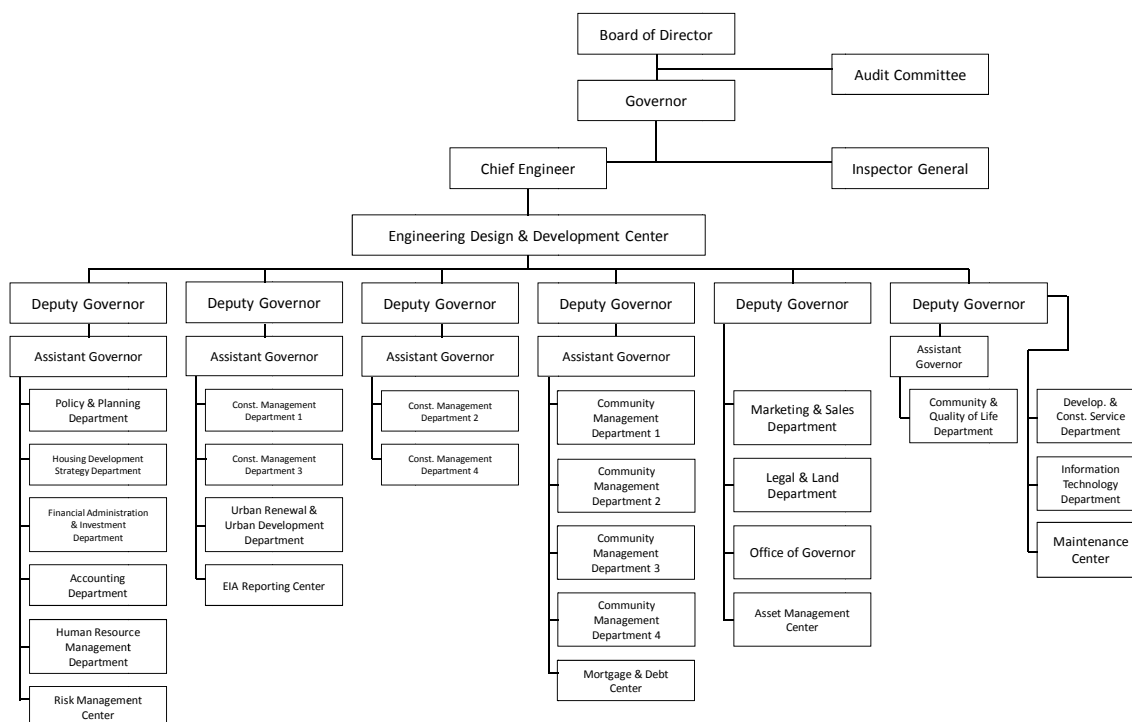 Board of Director
Audit Committee
Governor
Chief Engineer
Inspector General
Engineering Design & Development Center
Deputy Governor
Deputy Governor
Deputy Governor
Deputy Governor
Deputy Governor
Deputy Governor
Assistant Governor
Assistant Governor
Assistant Governor
Assistant Governor
Assistant
Governor
Policy & Planning
Department
Housing Development
Strategy Department
Financial Administration
& Investment
Department
Accounting
Department
Human Resource
Management
Department
Risk Management
Center
Const. Management
Department 1
Const. Management
Department 3
Urban Renewal &
Urban Development
Department
EIA Reporting Center
Const. Management
Department 2
Const. Management
Department 4
Community
Management
Department 1
Community
Management
Department 2
Community
Management
Department 3
Community
Management
Department 4
Mortgage & Debt
Center
Marketing & Sales
Department
Legal & Land
Department
Office of Governor
Asset Management
Center
Community &
Quality of Life
Department
Develop. &
Const. Service
Department
Information
Technology
Department
Maintenance
Center